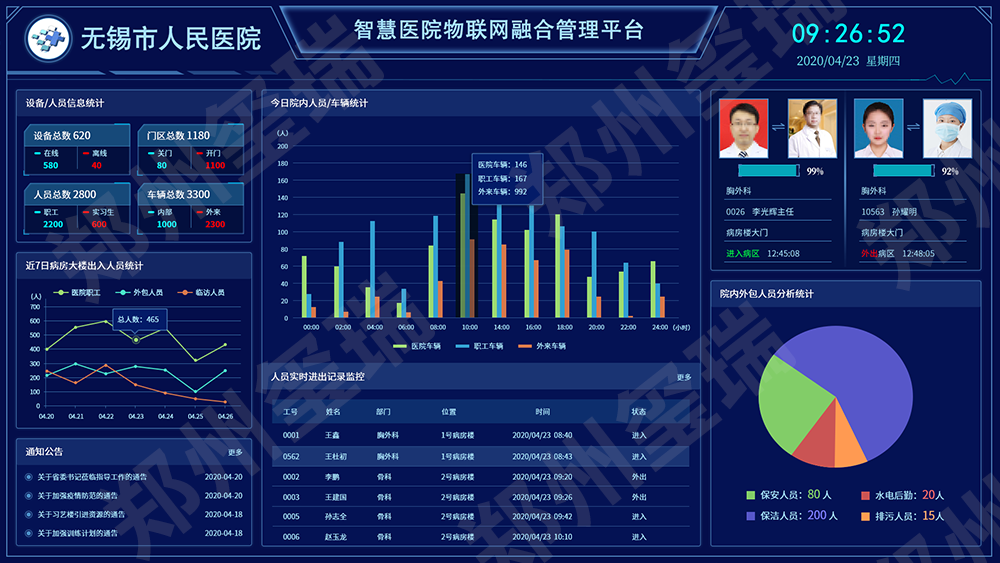 无锡市人民医院
智慧医院物联网融合管理平台
09:26:52
2020/04/23 星期四
设备/人员信息统计
设备总数 620
在线 离线
580 40
门区总数 1180
关门 开门
80 1100
人员总数 2800
职工 实习生
2200 600
车辆总数 3300
内部 外来
1000 2300
近7日病房大楼出入人员统计
(人)
医院职工 外包人员 临访人员
700
600
500
400
300
200
100
0
总人数：465
04.20 04.21 04.22 04.23 04.24 04.25 04.26
通知公告 更多
关于省委书记莅临指导工作的通告 2020-04-20
关于加强疫情防范的通告 2020-04-20
关于习艺楼引进资源的通告 2020-04-18
关于加强训练计划的通告 2020-04-18
今日院内人员/车辆统计
(人)
200
180
160
140
120
100
80
60
40
20
0
医院车辆：146
职工车辆：167
外来车辆：992
00:00 02:00 04:00 06:00 08:00 10:00 14:00 16:00 18:00 20:00 22:00 24:00 (小时)
医院车辆 职工车辆 外来车辆
人员实时进出记录监控 更多
工号 姓名 部门 位置 时间 状态
0001 王鑫 胸外科 1号病房楼 2020/04/23 08:40 进入
0562 王杜初 胸外科 1号病房楼 2020/04/23 08:43 进入
0002 李鹏 骨科 2号病房楼 2020/04/23 09:20 外出
0003 王建国 骨科 2号病房楼 2020/04/23 09:26 外出
0005 孙志全 骨科 2号病房楼 2020/04/23 09:42 进入
0006 赵玉龙 骨科 2号病房楼 2020/04/23 10:10 进入
99%
胸外科
0026 李光辉主任
病房楼大门
进入病区 12:45:08
92%
胸外科
10563 孙耀明
病房楼大门
外出病区 12:48:05
院内外包人员分析统计
保安人员：80 人
水电后勤：20人
保洁人员：200 人
排污人员：15人
郑州玺瑞
郑州玺瑞
郑州玺瑞
郑州玺瑞